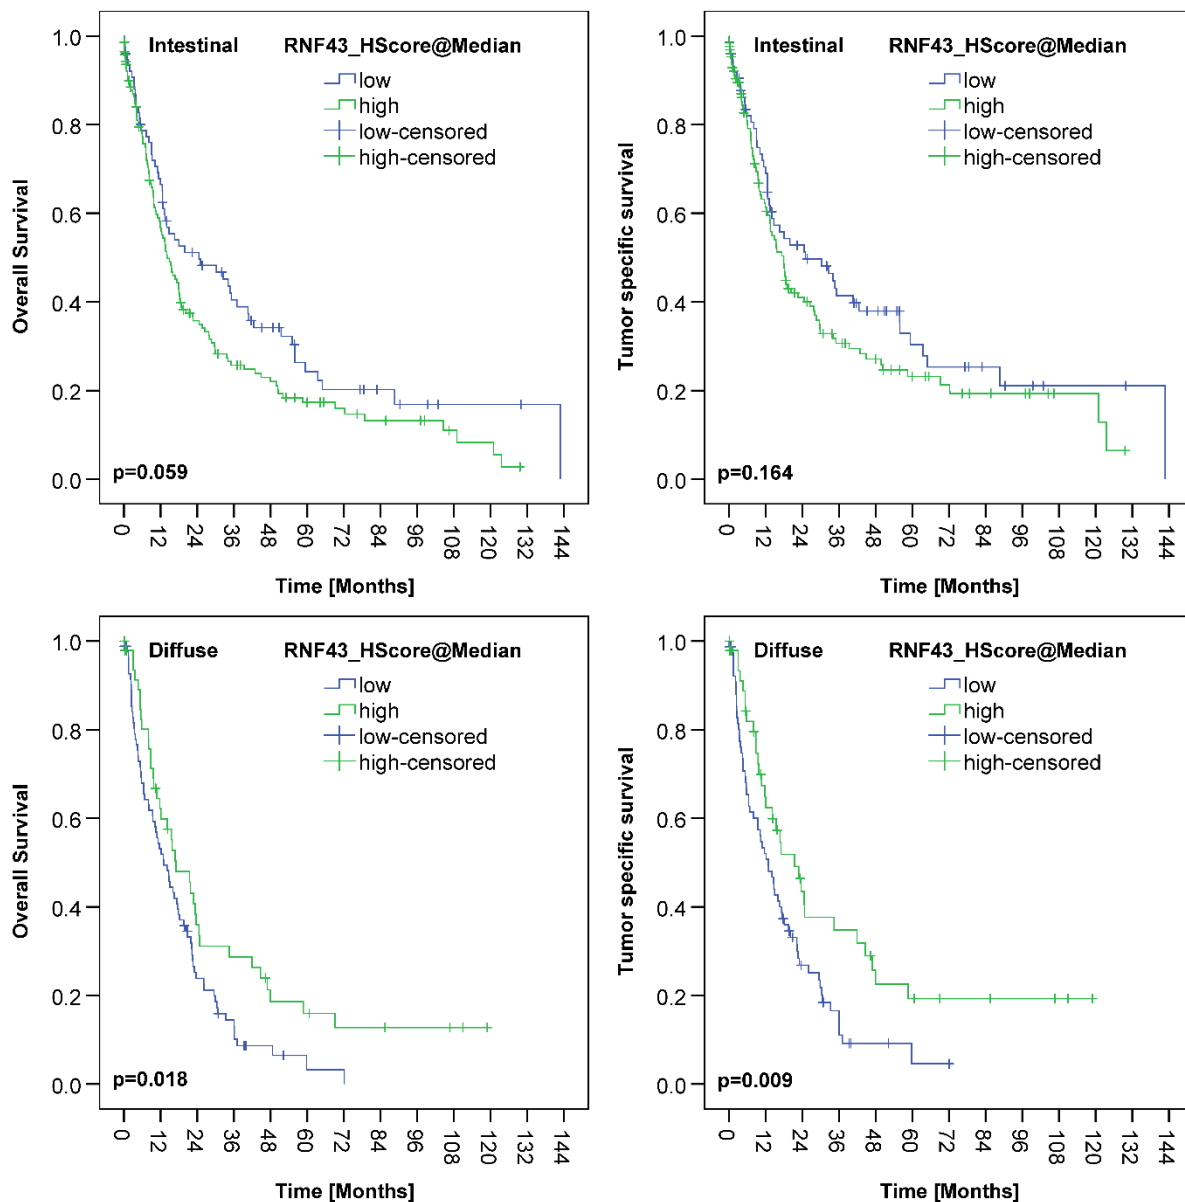 Intestinal RNF43_HScore@Median
low
high
low-censored
high-censored
1.0
0.8
0.6
0.4
0.2
0.0
Overall Survival
p=0.059
0 12 24 36 48 60 72 84 96 108 120 132 144
Time [Months]
Intestinal RNF43_HScore@Median
low
high
low-censored
high-censored
1.0
0.8
0.6
0.4
0.2
0.0
Tumor specific survival
p=0.164
0 12 24 36 48 60 72 84 96 108 120 132 144
Time [Months]
Diffuse RNF43_HScore@Median
low
high
low-censored
high-censored
1.0
0.8
0.6
0.4
0.2
0.0
Overall Survival
p=0.018
0 12 24 36 48 60 72 84 96 108 120 132 144
Time [Months]
Diffuse RNF43_HScore@Median
low
high
low-censored
high-censored
1.0
0.8
0.6
0.4
0.2
0.0
Tumor specific survival
p=0.009
0 12 24 36 48 60 72 84 96 108 120 132 144
Time [Months]